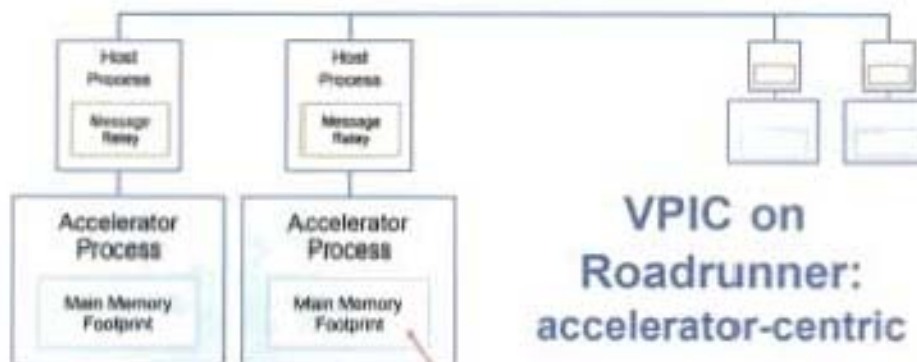 Host
Process
Message
Relay
Host
Process
Message
Relay
Accelerator
Process
Main Memory
Footprint
Accelerator
Process
Main Memory
Footprint
VPIC on
Roadrunner:
accelerator-centric